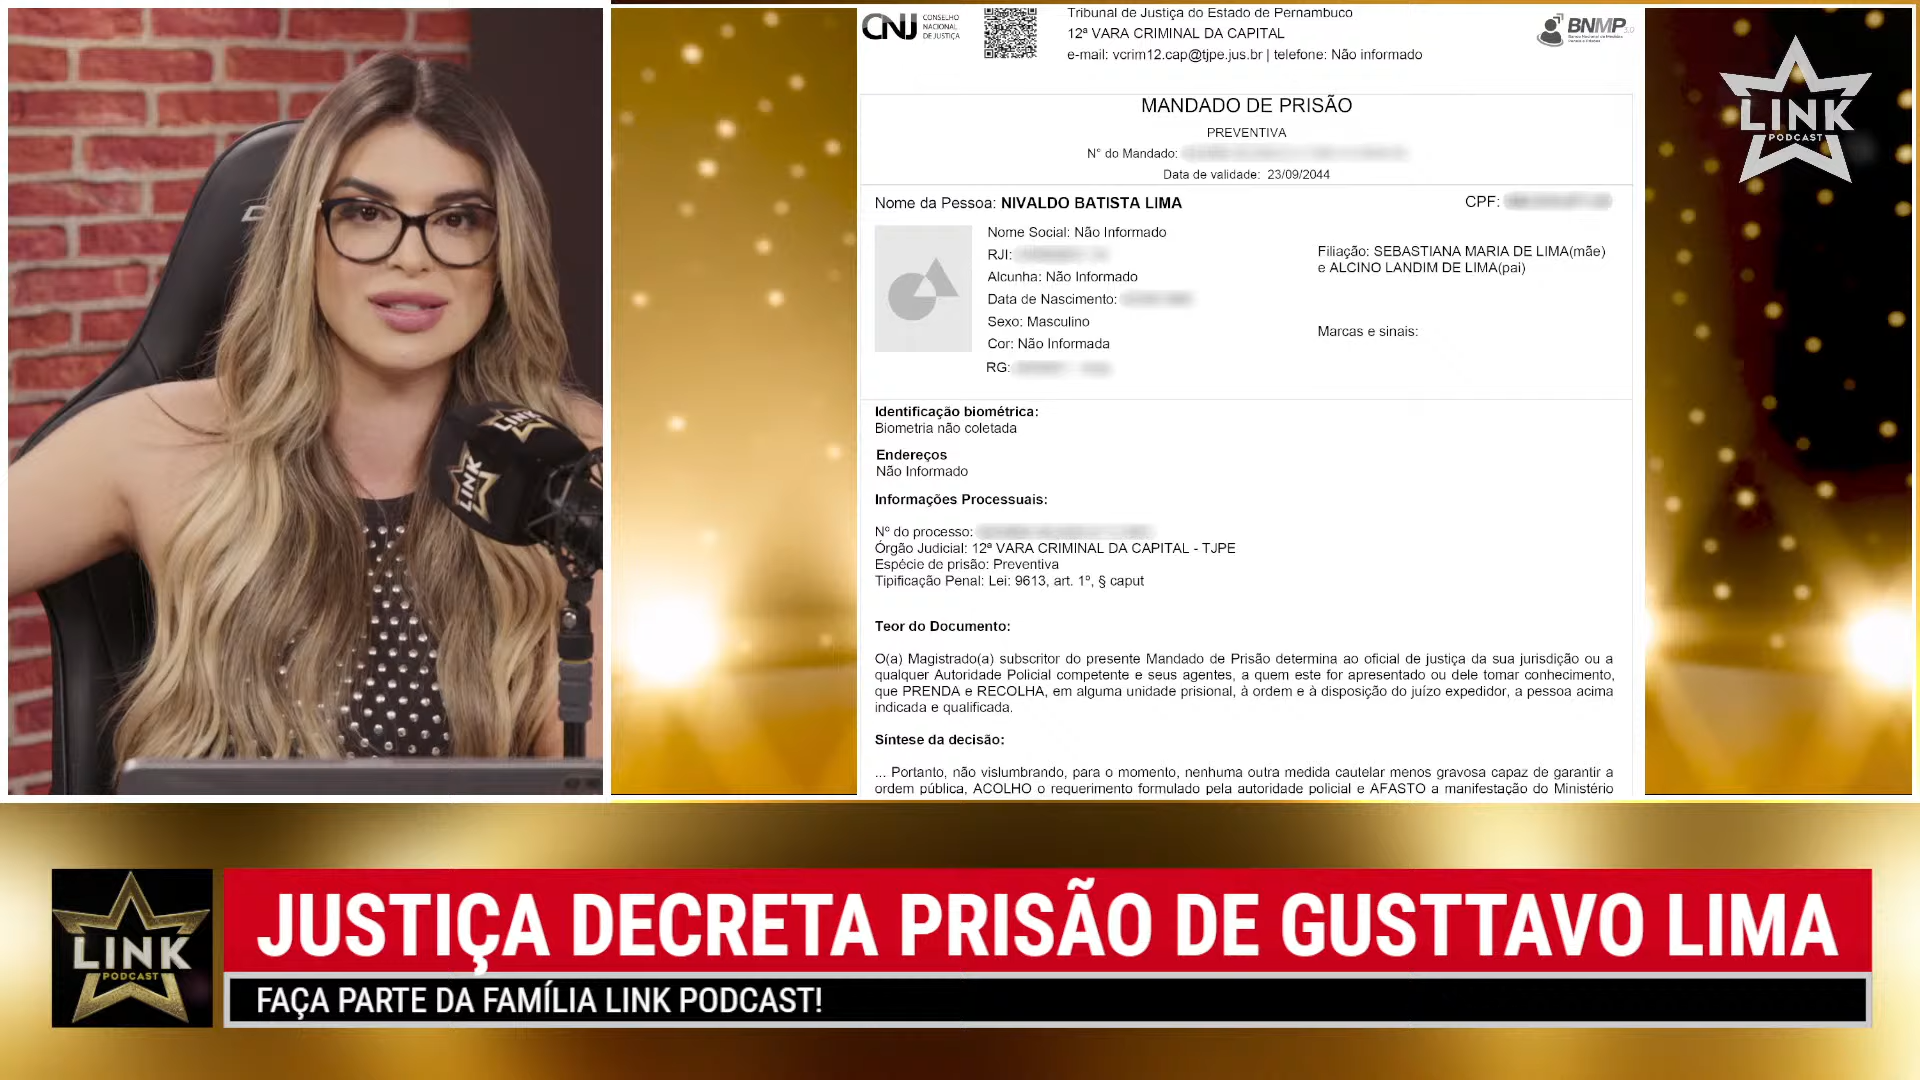 CNJ CONSELHO
NACIONAL
DE JUSTIÇA
Tribunal de Justiça do Estado de Pernambuco
12ª VARA CRIMINAL DA CAPITAL
e-mail: vcrim12.cap@tjpe.jus.br | telefone: Não informado
BNMP 3.0
MANDADO DE PRISÃO
PREVENTIVA
N° do Mandado:
Data de validade: 23/09/2044
Nome da Pessoa: NIVALDO BATISTA LIMA
CPF:
Nome Social: Não Informado
RJI:
Alcunha: Não Informado
Data de Nascimento:
Sexo: Masculino
Cor: Não Informada
RG:
Filiação: SEBASTIANA MARIA DE LIMA(mãe)
e ALCINO LANDIM DE LIMA(pai)
Marcas e sinais:
Identificação biométrica:
Biometria não coletada
Endereços
Não Informado
Informações Processuais:
Nº do processo:
Órgão Judicial: 12ª VARA CRIMINAL DA CAPITAL - TJPE
Espécie de prisão: Preventiva
Tipificação Penal: Lei: 9613, art. 1º, § caput
Teor do Documento:
O(a) Magistrado(a) subscritor do presente Mandado de Prisão determina ao oficial de justiça da sua jurisdição ou a
qualquer Autoridade Policial competente e seus agentes, a quem este for apresentado ou dele tomar conhecimento,
que PRENDA e RECOLHA, em alguma unidade prisional, à ordem e à disposição do juízo expedidor, a pessoa acima
indicada e qualificada.
Síntese da decisão:
... Portanto, não vislumbrando, para o momento, nenhuma outra medida cautelar menos gravosa capaz de garantir a
ordem pública, ACOLHO o requerimento formulado pela autoridade policial e AFASTO a manifestação do Ministério
LINK
PODCAST
LINK
LINK
LINK
PODCAST
JUSTIÇA DECRETA PRISÃO DE GUSTTAVO LIMA
FAÇA PARTE DA FAMÍLIA LINK PODCAST!